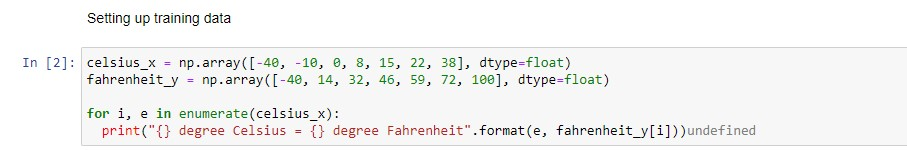 Setting up training data
In [2]: celsius_x = np.array([-40, -10, 0, 8, 15, 22, 38], dtype=float)
fahrenheit_y = np.array([-40, 14, 32, 46, 59, 72, 100], dtype=float)
for i, e in enumerate(celsius_x):
print("{} degree Celsius = {} degree Fahrenheit".format(e, fahrenheit_y[i]))undefined